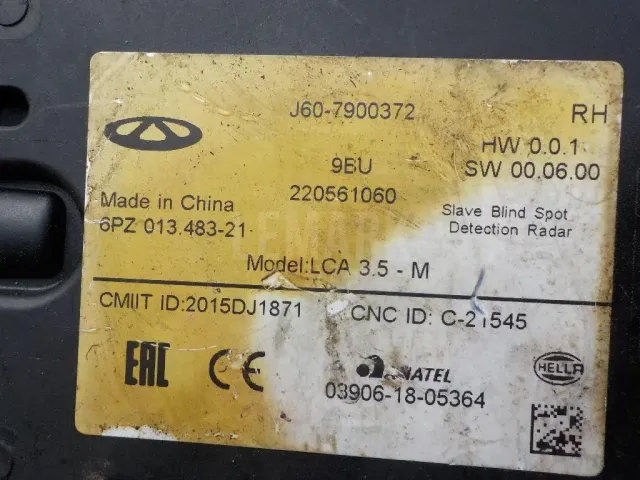 J60-7900372
RH
HW 0.0.1
9BU
SW 00.06.00
220561060
Made in China
Slave Blind Spot
6PZ 013.483-21
Detection Radar
Model:LCA 3.5 - M
CMIIT ID:2015DJ1871
CNC ID: C-21545
EAC
CE
NATEL
HELLA
03906-18-05364